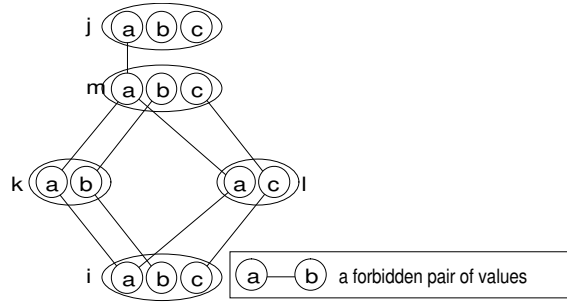 j a b c
m a b c
k a b a c l
i a b c
a b a forbidden pair of values